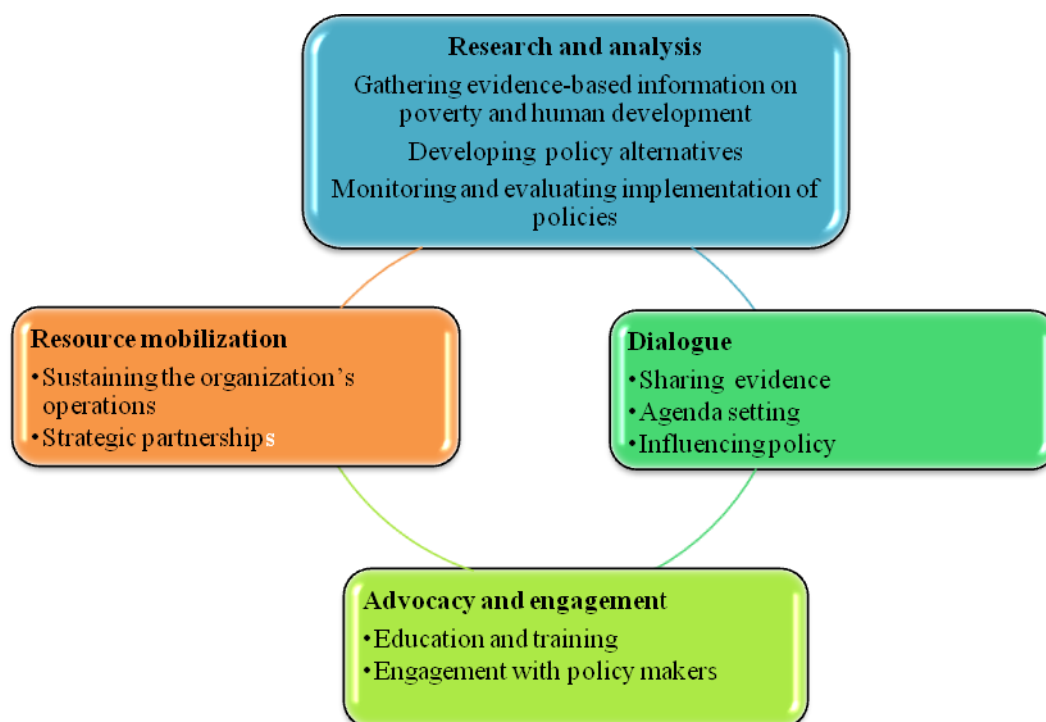 Research and analysis
Gathering evidence-based information on
poverty and human development
Developing policy alternatives
Monitoring and evaluating implementation of
policies
Resource mobilization
•Sustaining the organization's
operations
•Strategic partnerships
Dialogue
•Sharing evidence
•Agenda setting
•Influencing policy
Advocacy and engagement
•Education and training
•Engagement with policy makers